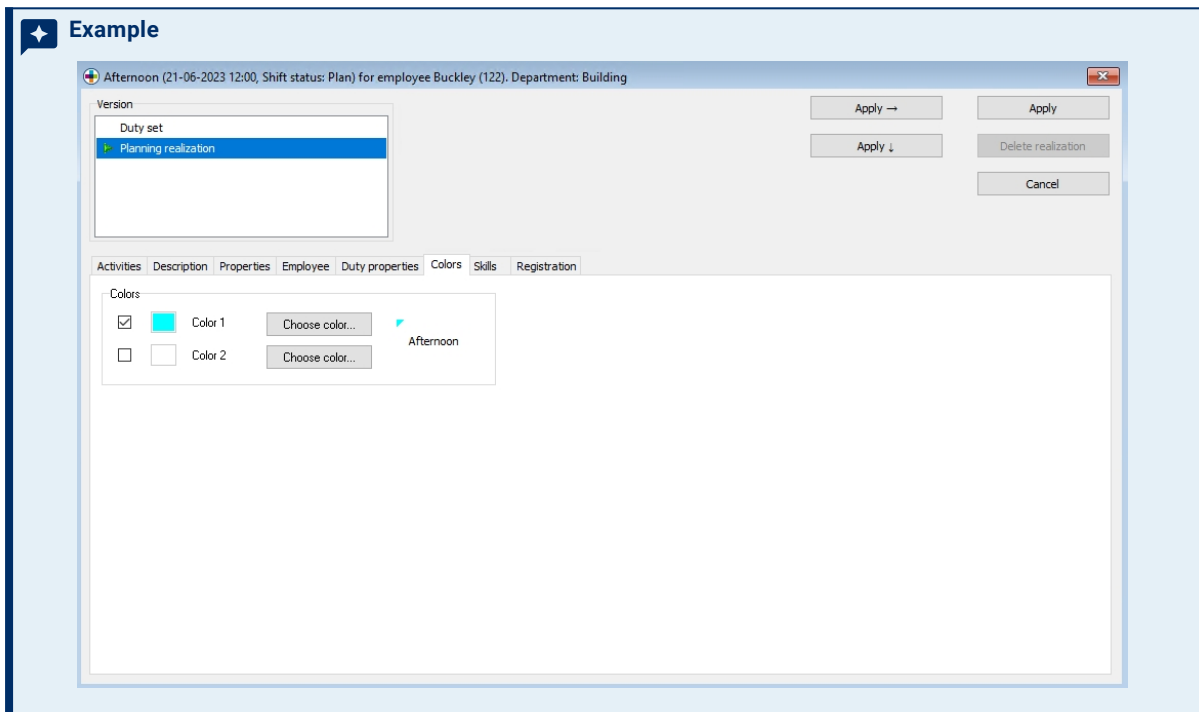 Example
Afternoon (21-06-2023 12:00, Shift status: Plan) for employee Buckley (122). Department: Building
Version
Duty set
Planning realization
Apply →
Apply
Apply ↓
Delete realization
Cancel
Activities Description Properties Employee Duty properties Colors Skills Registration
Colors
Color 1 Choose color...
Afternoon
Color 2 Choose color...